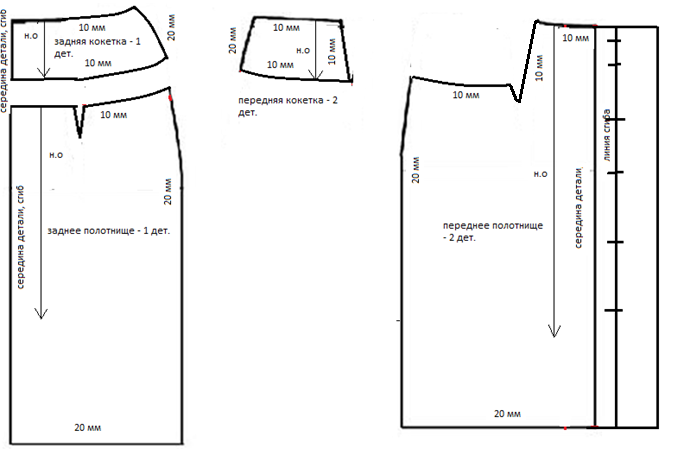 середина детали, сгиб
10 мм
н.о
задняя кокетка - 1
дет.
20 мм
10 мм
20 мм
10 мм
н.о
10 мм
10 мм
передняя кокетка - 2
дет.
10 мм
10 мм
10 мм
линия сгиба
10 мм
н.о
середина детали, сгиб
20 мм
заднее полотнище - 1 дет.
20 мм
20 мм
н.о
середина детали
переднее полотнище
- 2 дет.
20 мм